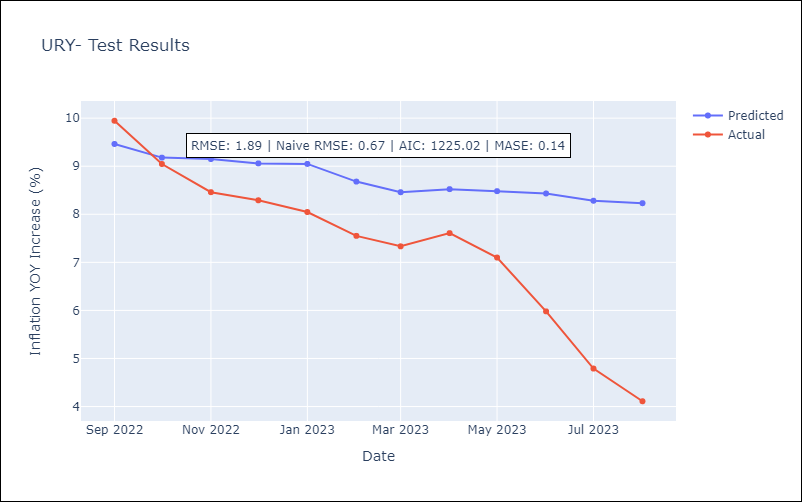 URY- Test Results
Predicted
Actual
RMSE: 1.89 | Naive RMSE: 0.67 | AIC: 1225.02 | MASE: 0.14
Inflation YOY Increase (%)
10
9
8
7
6
5
4
Sep 2022 Nov 2022 Jan 2023 Mar 2023 May 2023 Jul 2023
Date